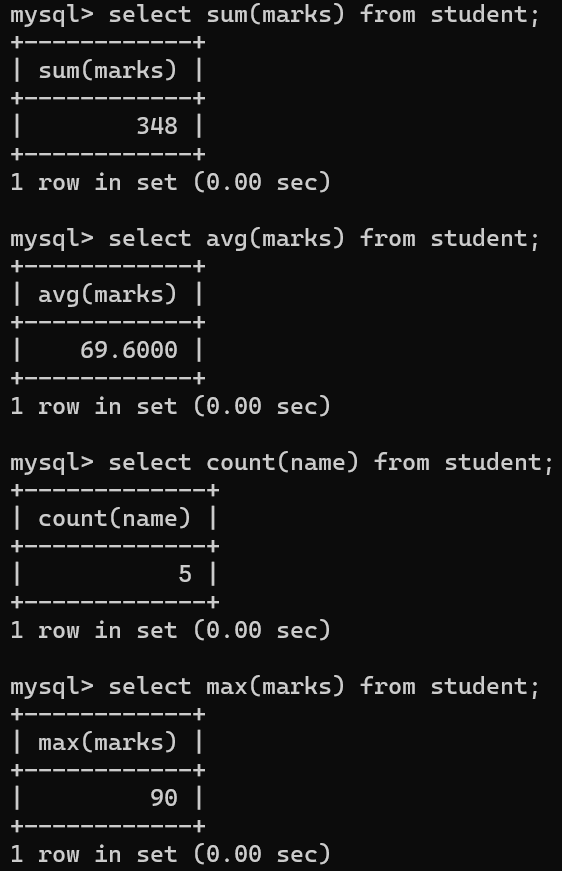 mysql> select sum(marks) from student;
+------------+
| sum(marks) |
+------------+
|        348 |
+------------+
1 row in set (0.00 sec)

mysql> select avg(marks) from student;
+------------+
| avg(marks) |
+------------+
|    69.6000 |
+------------+
1 row in set (0.00 sec)

mysql> select count(name) from student;
+-------------+
| count(name) |
+-------------+
|           5 |
+-------------+
1 row in set (0.00 sec)

mysql> select max(marks) from student;
+------------+
| max(marks) |
+------------+
|         90 |
+------------+
1 row in set (0.00 sec)